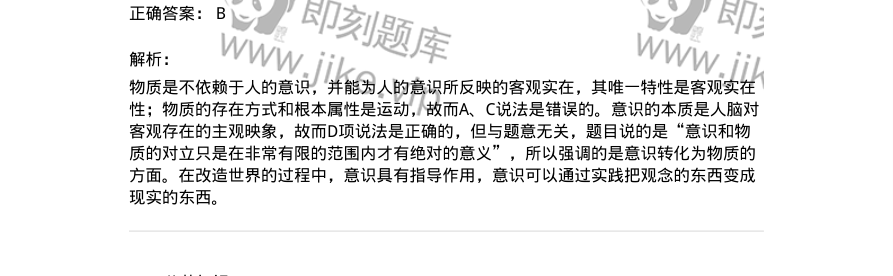 正确答案： B
即刻题库
www.jike.vip
解析：
物质是不依赖于人的意识，并能为人的意识所反映的客观实在，其唯一特性是客观实在
性；物质的存在方式和根本属性是运动，故而A、C说法是错误的。意识的本质是人脑对
客观存在的主观映象，故而D项说法是正确的，但与题意无关，题目说的是“意识和物
质的对立只是在非常有限的范围内才有绝对的意义”，所以强调的是意识转化为物质的
方面。在改造世界的过程中，意识具有指导作用，意识可以通过实践把观念的东西变成
现实的东西。